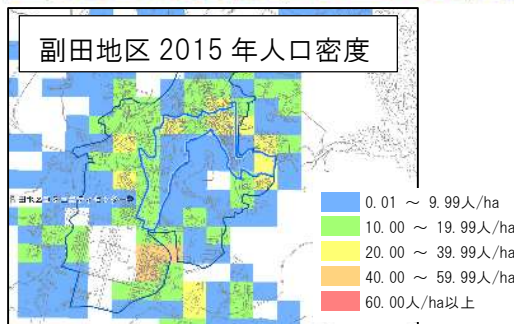 副田地区 2015 年人口密度
0.01 ～ 9.99人/ha
10.00 ～ 19.99人/ha
20.00 ～ 39.99人/ha
40.00 ～ 59.99人/ha
60.00人/ha以上